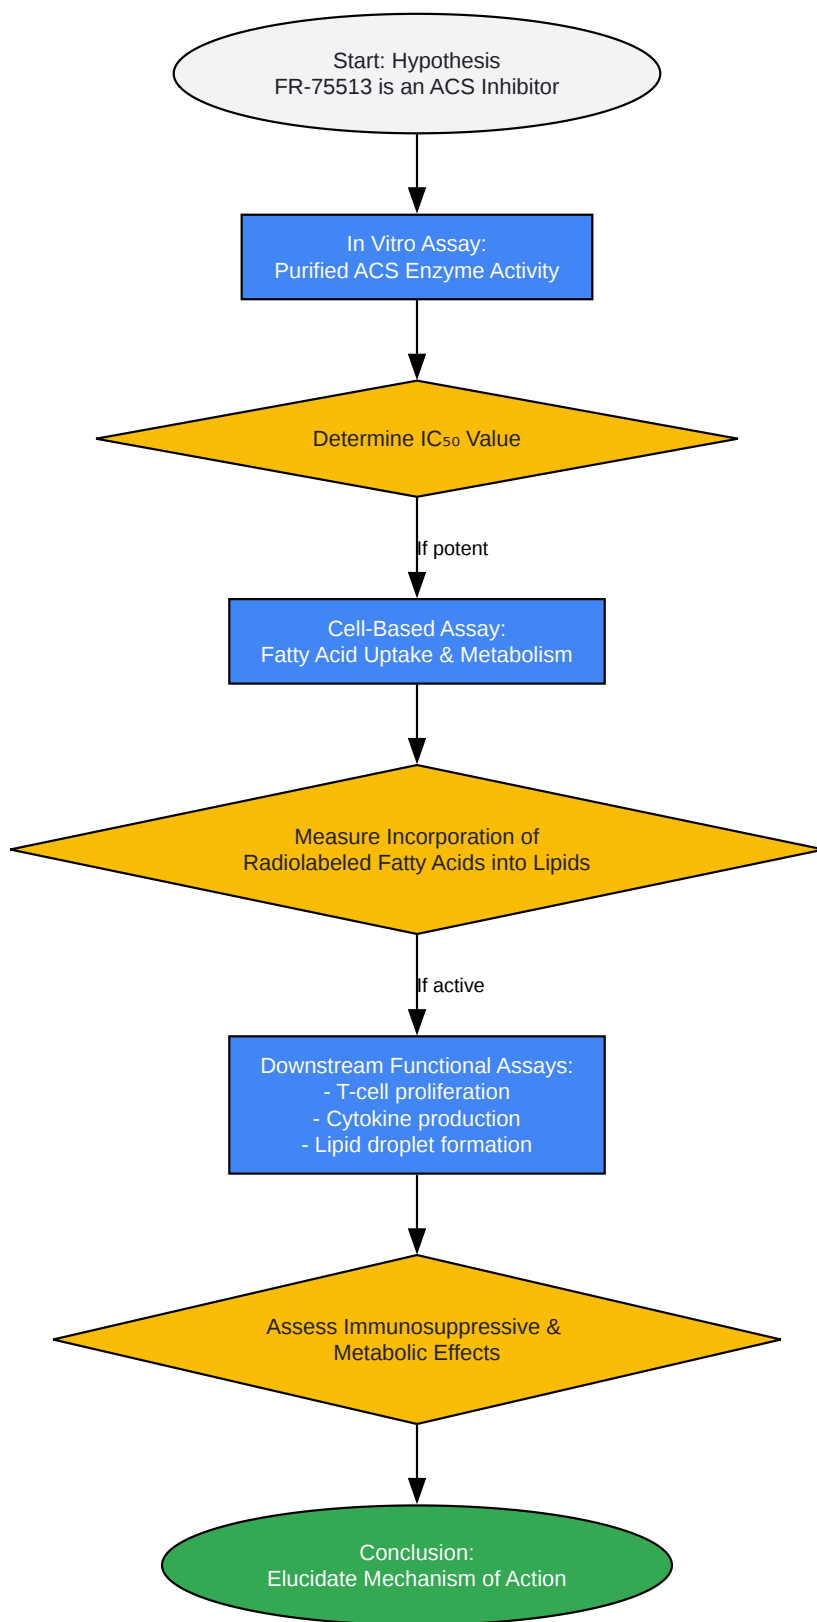 Start: Hypothesis
FR-75513 is an ACS Inhibitor
In Vitro Assay:
Purified ACS Enzyme Activity
Determine IC₅₀ Value
If potent
Cell-Based Assay:
Fatty Acid Uptake & Metabolism
Measure Incorporation of
Radiolabeled Fatty Acids into Lipids
If active
Downstream Functional Assays:
- T-cell proliferation
- Cytokine production
- Lipid droplet formation
Assess Immunosuppressive &
Metabolic Effects
Conclusion:
Elucidate Mechanism of Action